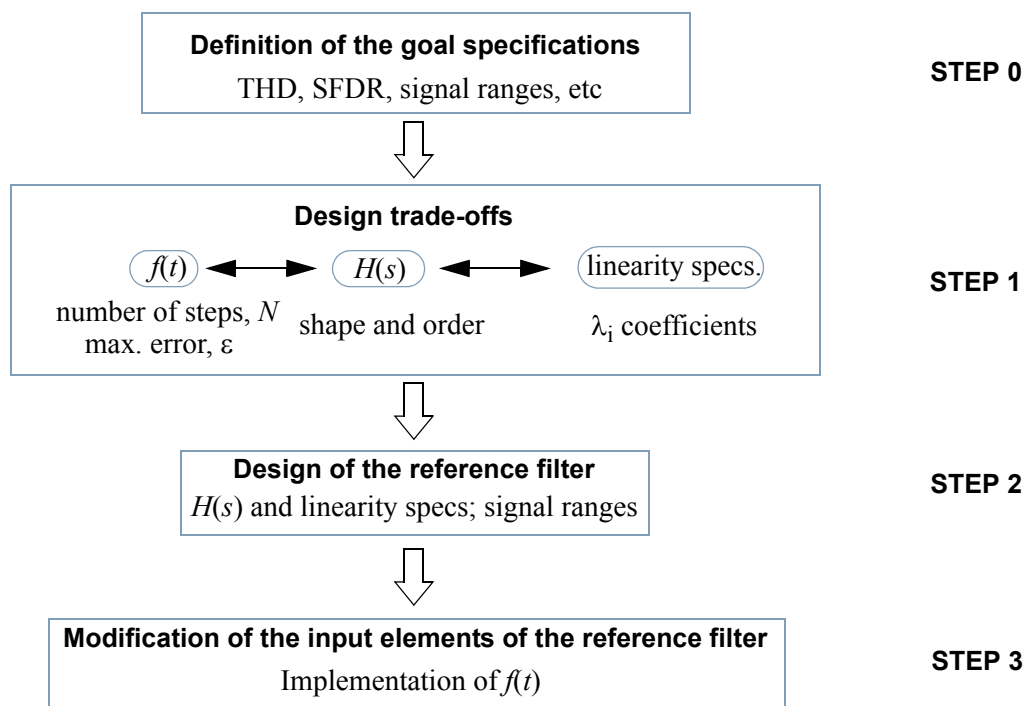 Definition of the goal specifications
THD, SFDR, signal ranges, etc
STEP 0
Design trade-offs
f(t) H(s) linearity specs.
number of steps, N shape and order λi coefficients
max. error, ε
STEP 1
Design of the reference filter
H(s) and linearity specs; signal ranges
STEP 2
Modification of the input elements of the reference filter
Implementation of f(t)
STEP 3